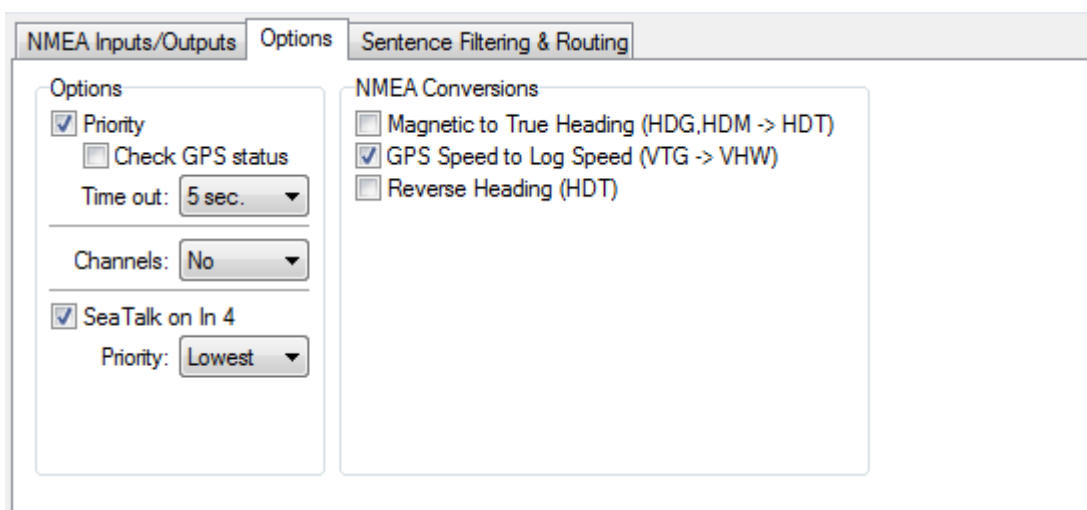 NMEA Inputs/Outputs Options Sentence Filtering & Routing
Options
Priority
Check GPS status
Time out: 5 sec.
Channels: No
SeaTalk on In 4
Priority: Lowest
NMEA Conversions
Magnetic to True Heading (HDG,HDM -> HDT)
GPS Speed to Log Speed (VTG -> VHW)
Reverse Heading (HDT)